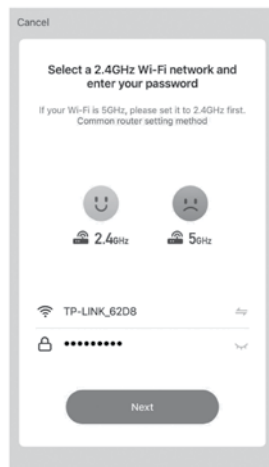 Cancel
Select a 2.4GHz Wi-Fi network and
enter your password
If your Wi-Fi is 5GHz, please set it to 2.4GHz first.
Common router setting method
2.4GHz
5GHz
TP-LINK_62D8
•••••••••
Next